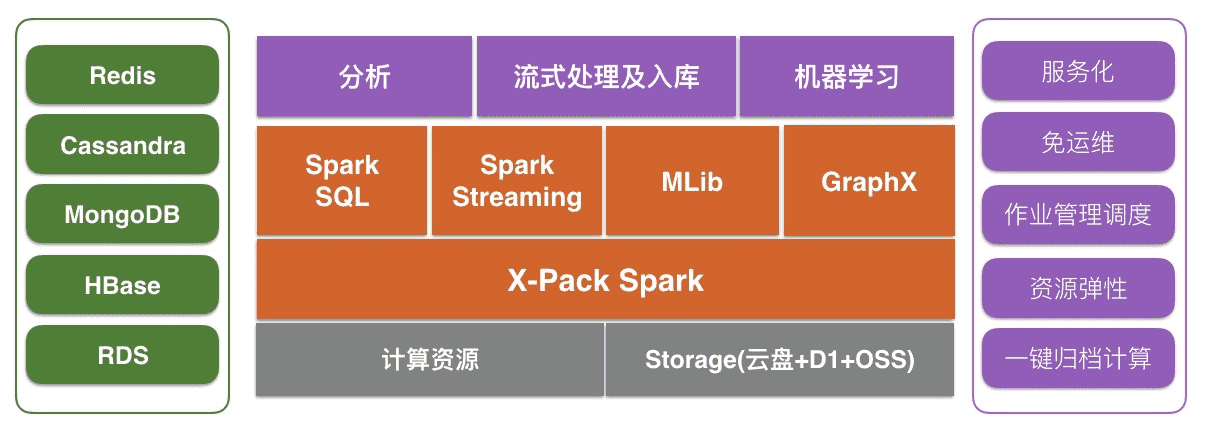 Redis
Cassandra
MongoDB
HBase
RDS
分析
流式处理及入库
机器学习
Spark
SQL
Spark
Streaming
MLib
GraphX
X-Pack Spark
计算资源
Storage(云盘+D1+OSS)
服务化
免运维
作业管理调度
资源弹性
一键归档计算